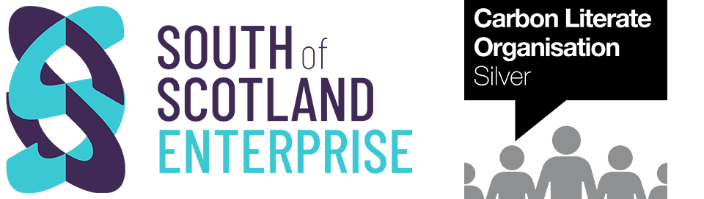 SOUTH of
SCOTLAND
ENTERPRISE
Carbon Literate
Organisation
Silver